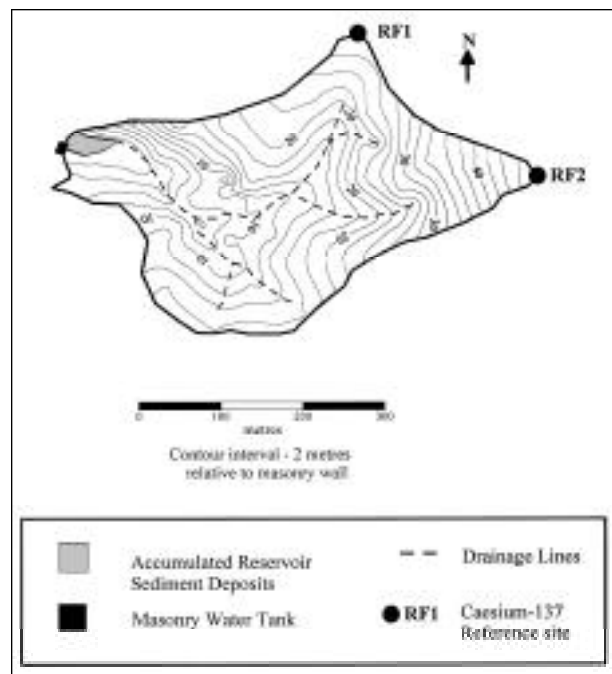 RF1
N
RF2
0 100 200 300
metres
Contour interval - 2 metres
relative to masonry wall
Accumulated Reservoir
Sediment Deposits
Drainage Lines
Masonry Water Tank
RF1 Caesium-137
Reference site